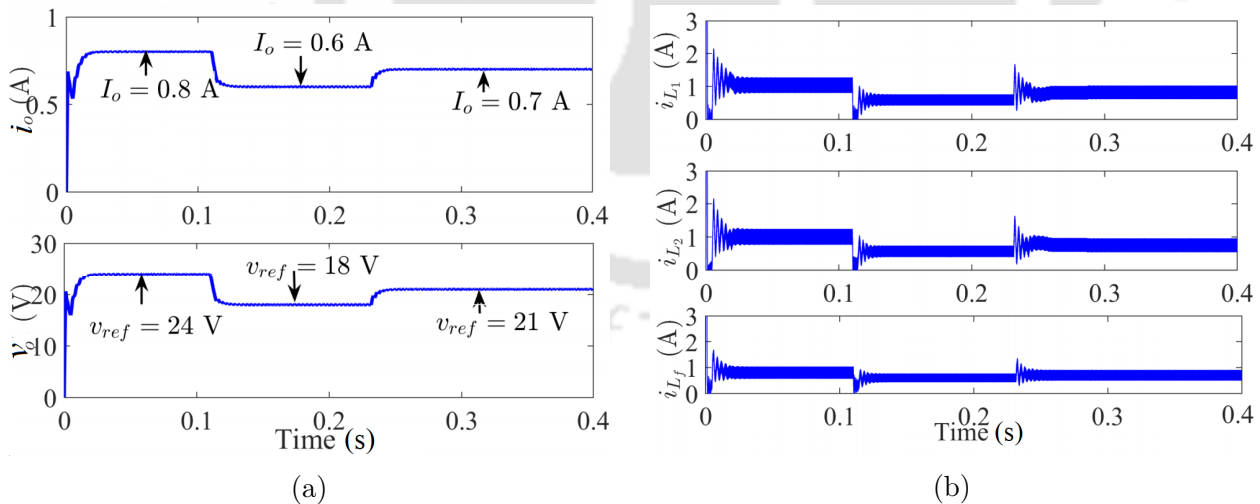 1
0.5
0
i_o (A)
I_o = 0.8 A
I_o = 0.6 A
I_o = 0.7 A
0 0.1 0.2 0.3 0.4
30
20
10
0
v_o (V)
v_ref = 24 V
v_ref = 18 V
v_ref = 21 V
0 0.1 0.2 0.3 0.4
Time (s)
(a)
3
2
1
0
i_L1 (A)
0 0.1 0.2 0.3 0.4
3
2
1
0
i_L2 (A)
0 0.1 0.2 0.3 0.4
3
2
1
0
i_Lf (A)
0 0.1 0.2 0.3 0.4
Time (s)
(b)